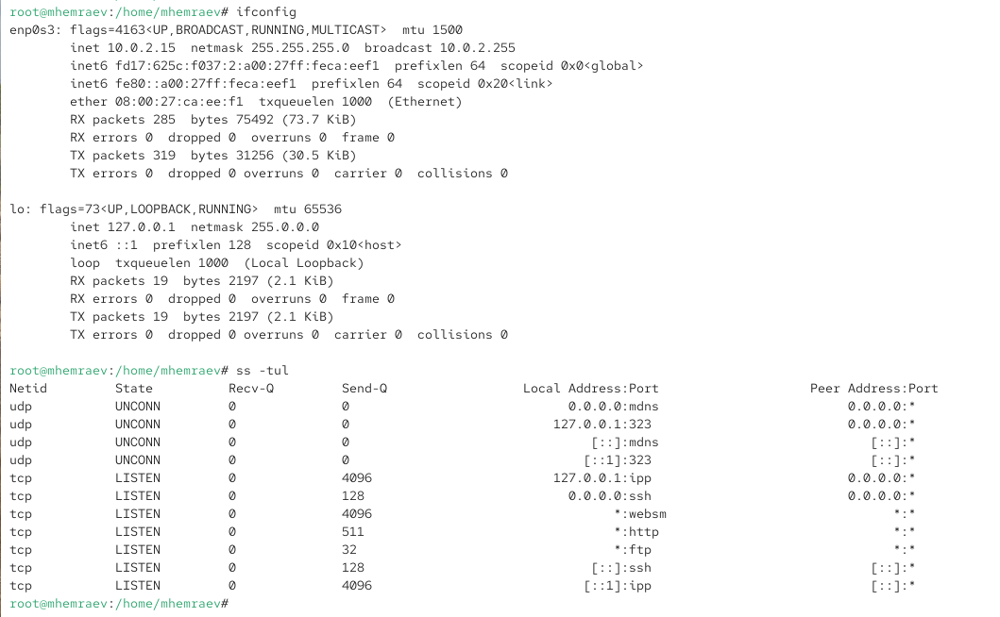 root@mhemraev:/home/mhemraev# ifconfig
enp0s3: flags=4163<UP,BROADCAST,RUNNING,MULTICAST>  mtu 1500
        inet 10.0.2.15  netmask 255.255.255.0  broadcast 10.0.2.255
        inet6 fd17:625c:f037:2:a00:27ff:feca:eef1  prefixlen 64  scopeid 0x0<global>
        inet6 fe80::a00:27ff:feca:eef1  prefixlen 64  scopeid 0x20<link>
        ether 08:00:27:ca:ee:f1  txqueuelen 1000  (Ethernet)
        RX packets 285  bytes 75492 (73.7 KiB)
        RX errors 0  dropped 0  overruns 0  frame 0
        TX packets 319  bytes 31256 (30.5 KiB)
        TX errors 0  dropped 0 overruns 0  carrier 0  collisions 0

lo: flags=73<UP,LOOPBACK,RUNNING>  mtu 65536
        inet 127.0.0.1  netmask 255.0.0.0
        inet6 ::1  prefixlen 128  scopeid 0x10<host>
        loop  txqueuelen 1000  (Local Loopback)
        RX packets 19  bytes 2197 (2.1 KiB)
        RX errors 0  dropped 0  overruns 0  frame 0
        TX packets 19  bytes 2197 (2.1 KiB)
        TX errors 0  dropped 0 overruns 0  carrier 0  collisions 0

root@mhemraev:/home/mhemraev# ss -tul
Netid         State          Recv-Q         Send-Q                  Local Address:Port                    Peer Address:Port
udp           UNCONN         0              0                             0.0.0.0:mdns                         0.0.0.0:*
udp           UNCONN         0              0                           127.0.0.1:323                          0.0.0.0:*
udp           UNCONN         0              0                                [::]:mdns                            [::]:*
udp           UNCONN         0              0                               [::1]:323                             [::]:*
tcp           LISTEN         0              4096                        127.0.0.1:ipp                          0.0.0.0:*
tcp           LISTEN         0              128                           0.0.0.0:ssh                          0.0.0.0:*
tcp           LISTEN         0              4096                                *:websm                              *:*
tcp           LISTEN         0              511                                 *:http                               *:*
tcp           LISTEN         0              32                                  *:ftp                                *:*
tcp           LISTEN         0              128                              [::]:ssh                             [::]:*
tcp           LISTEN         0              4096                            [::1]:ipp                             [::]:*
root@mhemraev:/home/mhemraev#